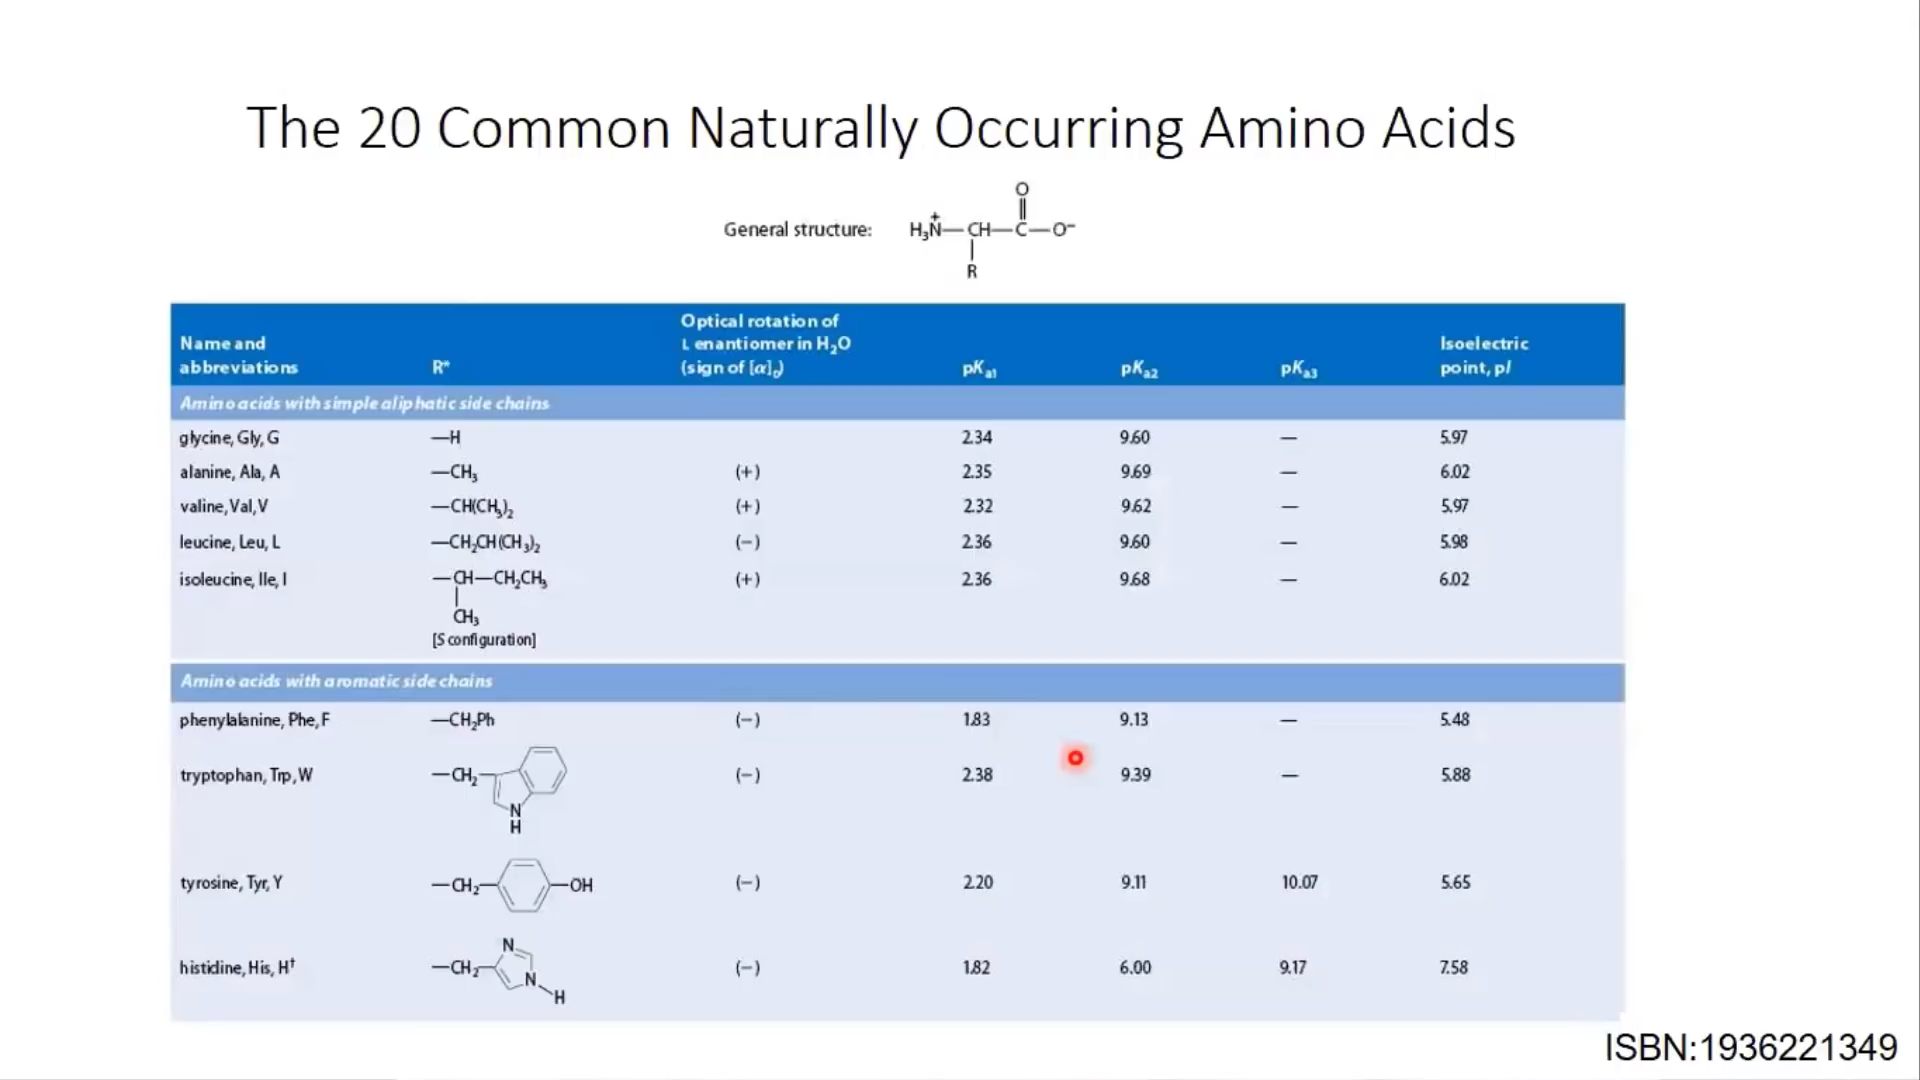 The 20 Common Naturally Occurring Amino Acids
O
General structure: H₃N⁺—CH—C—O⁻
R
Name and abbreviations R* Optical rotation of L enantiomer in H₂O (sign of [α]D) pKa1 pKa2 pKa3 Isoelectric point, pI
Amino acids with simple aliphatic side chains
glycine, Gly, G —H 2.34 9.60 — 5.97
alanine, Ala, A —CH₃ (+) 2.35 9.69 — 6.02
valine, Val, V —CH(CH₃)₂ (+) 2.32 9.62 — 5.97
leucine, Leu, L —CH₂CH(CH₃)₂ (−) 2.36 9.60 — 5.98
isoleucine, Ile, I —CH—CH₂CH₃ (+) 2.36 9.68 — 6.02
CH₃
[S configuration]
Amino acids with aromatic side chains
phenylalanine, Phe, F —CH₂Ph (−) 1.83 9.13 — 5.48
tryptophan, Trp, W —CH₂ (−) 2.38 9.39 — 5.88
N
H
tyrosine, Tyr, Y —CH₂ —OH (−) 2.20 9.11 10.07 5.65
N
histidine, His, H† —CH₂ (−) 1.82 6.00 9.17 7.58
N
H
ISBN:1936221349